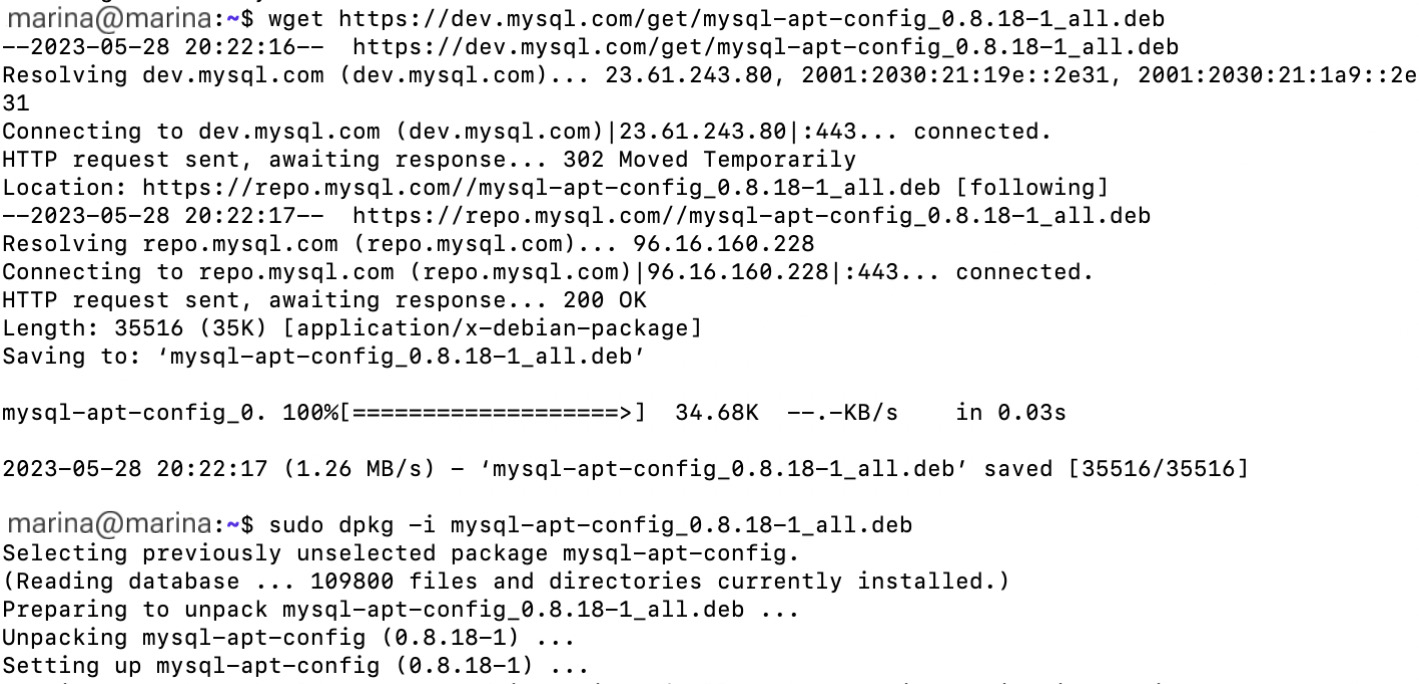 marina@marina:~$ wget https://dev.mysql.com/get/mysql-apt-config_0.8.18-1_all.deb
--2023-05-28 20:22:16--  https://dev.mysql.com/get/mysql-apt-config_0.8.18-1_all.deb
Resolving dev.mysql.com (dev.mysql.com)... 23.61.243.80, 2001:2030:21:19e::2e31, 2001:2030:21:1a9::2e
31
Connecting to dev.mysql.com (dev.mysql.com)|23.61.243.80|:443... connected.
HTTP request sent, awaiting response... 302 Moved Temporarily
Location: https://repo.mysql.com//mysql-apt-config_0.8.18-1_all.deb [following]
--2023-05-28 20:22:17--  https://repo.mysql.com//mysql-apt-config_0.8.18-1_all.deb
Resolving repo.mysql.com (repo.mysql.com)... 96.16.160.228
Connecting to repo.mysql.com (repo.mysql.com)|96.16.160.228|:443... connected.
HTTP request sent, awaiting response... 200 OK
Length: 35516 (35K) [application/x-debian-package]
Saving to: ‘mysql-apt-config_0.8.18-1_all.deb’
mysql-apt-config_0. 100%[===================>]  34.68K  --.-KB/s    in 0.03s
2023-05-28 20:22:17 (1.26 MB/s) - ‘mysql-apt-config_0.8.18-1_all.deb’ saved [35516/35516]
marina@marina:~$ sudo dpkg -i mysql-apt-config_0.8.18-1_all.deb
Selecting previously unselected package mysql-apt-config.
(Reading database ... 109800 files and directories currently installed.)
Preparing to unpack mysql-apt-config_0.8.18-1_all.deb ...
Unpacking mysql-apt-config (0.8.18-1) ...
Setting up mysql-apt-config (0.8.18-1) ...